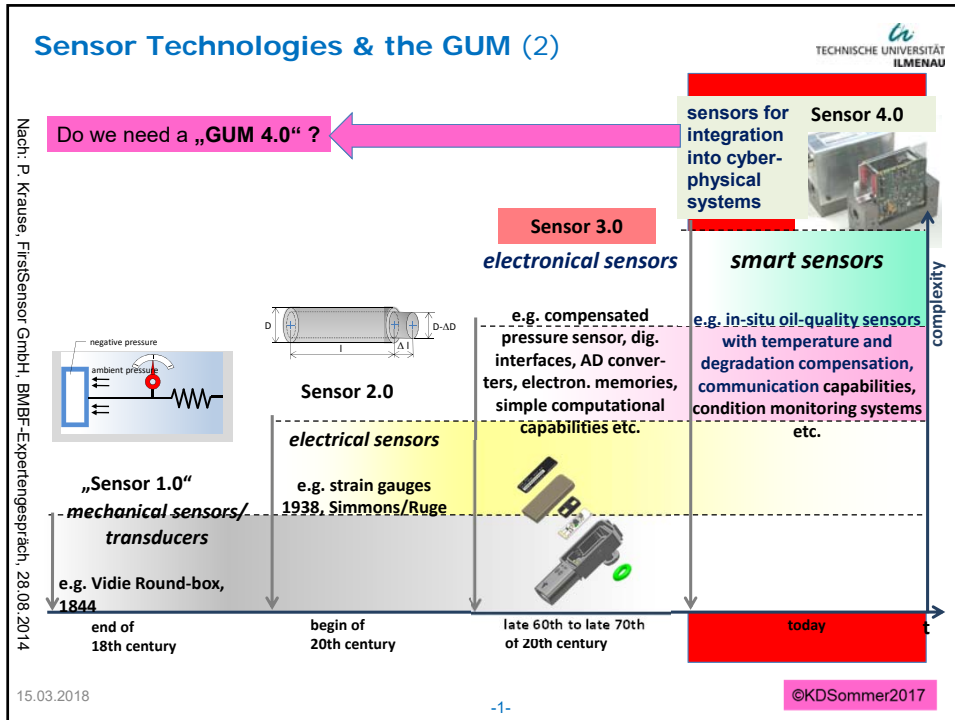 Sensor Technologies & the GUM (2)
TECHNISCHE UNIVERSITÄT
ILMENAU
Do we need a „GUM 4.0“ ?
sensors for
integration
into cyber-
physical
systems
Sensor 4.0
Nach: P. Krause, FirstSensor GmbH, BMBF-Expertengespräch, 28.08.2014
Sensor 3.0
electronical sensors
smart sensors
complexity
e.g. compensated
pressure sensor, dig.
interfaces, AD conver-
ters, electron. memories,
simple computational
capabilities etc.
e.g. in-situ oil-quality sensors
with temperature and
degradation compensation,
communication capabilities,
condition monitoring systems
etc.
D
D-ΔD
l
Δ l
negative pressure
ambient pressure
Sensor 2.0
electrical sensors
e.g. strain gauges
1938, Simmons/Ruge
„Sensor 1.0“
mechanical sensors/
transducers
e.g. Vidie Round-box,
1844
end of
18th century
begin of
20th century
late 60th to late 70th
of 20th century
today
t
15.03.2018
-1-
©KDSommer2017